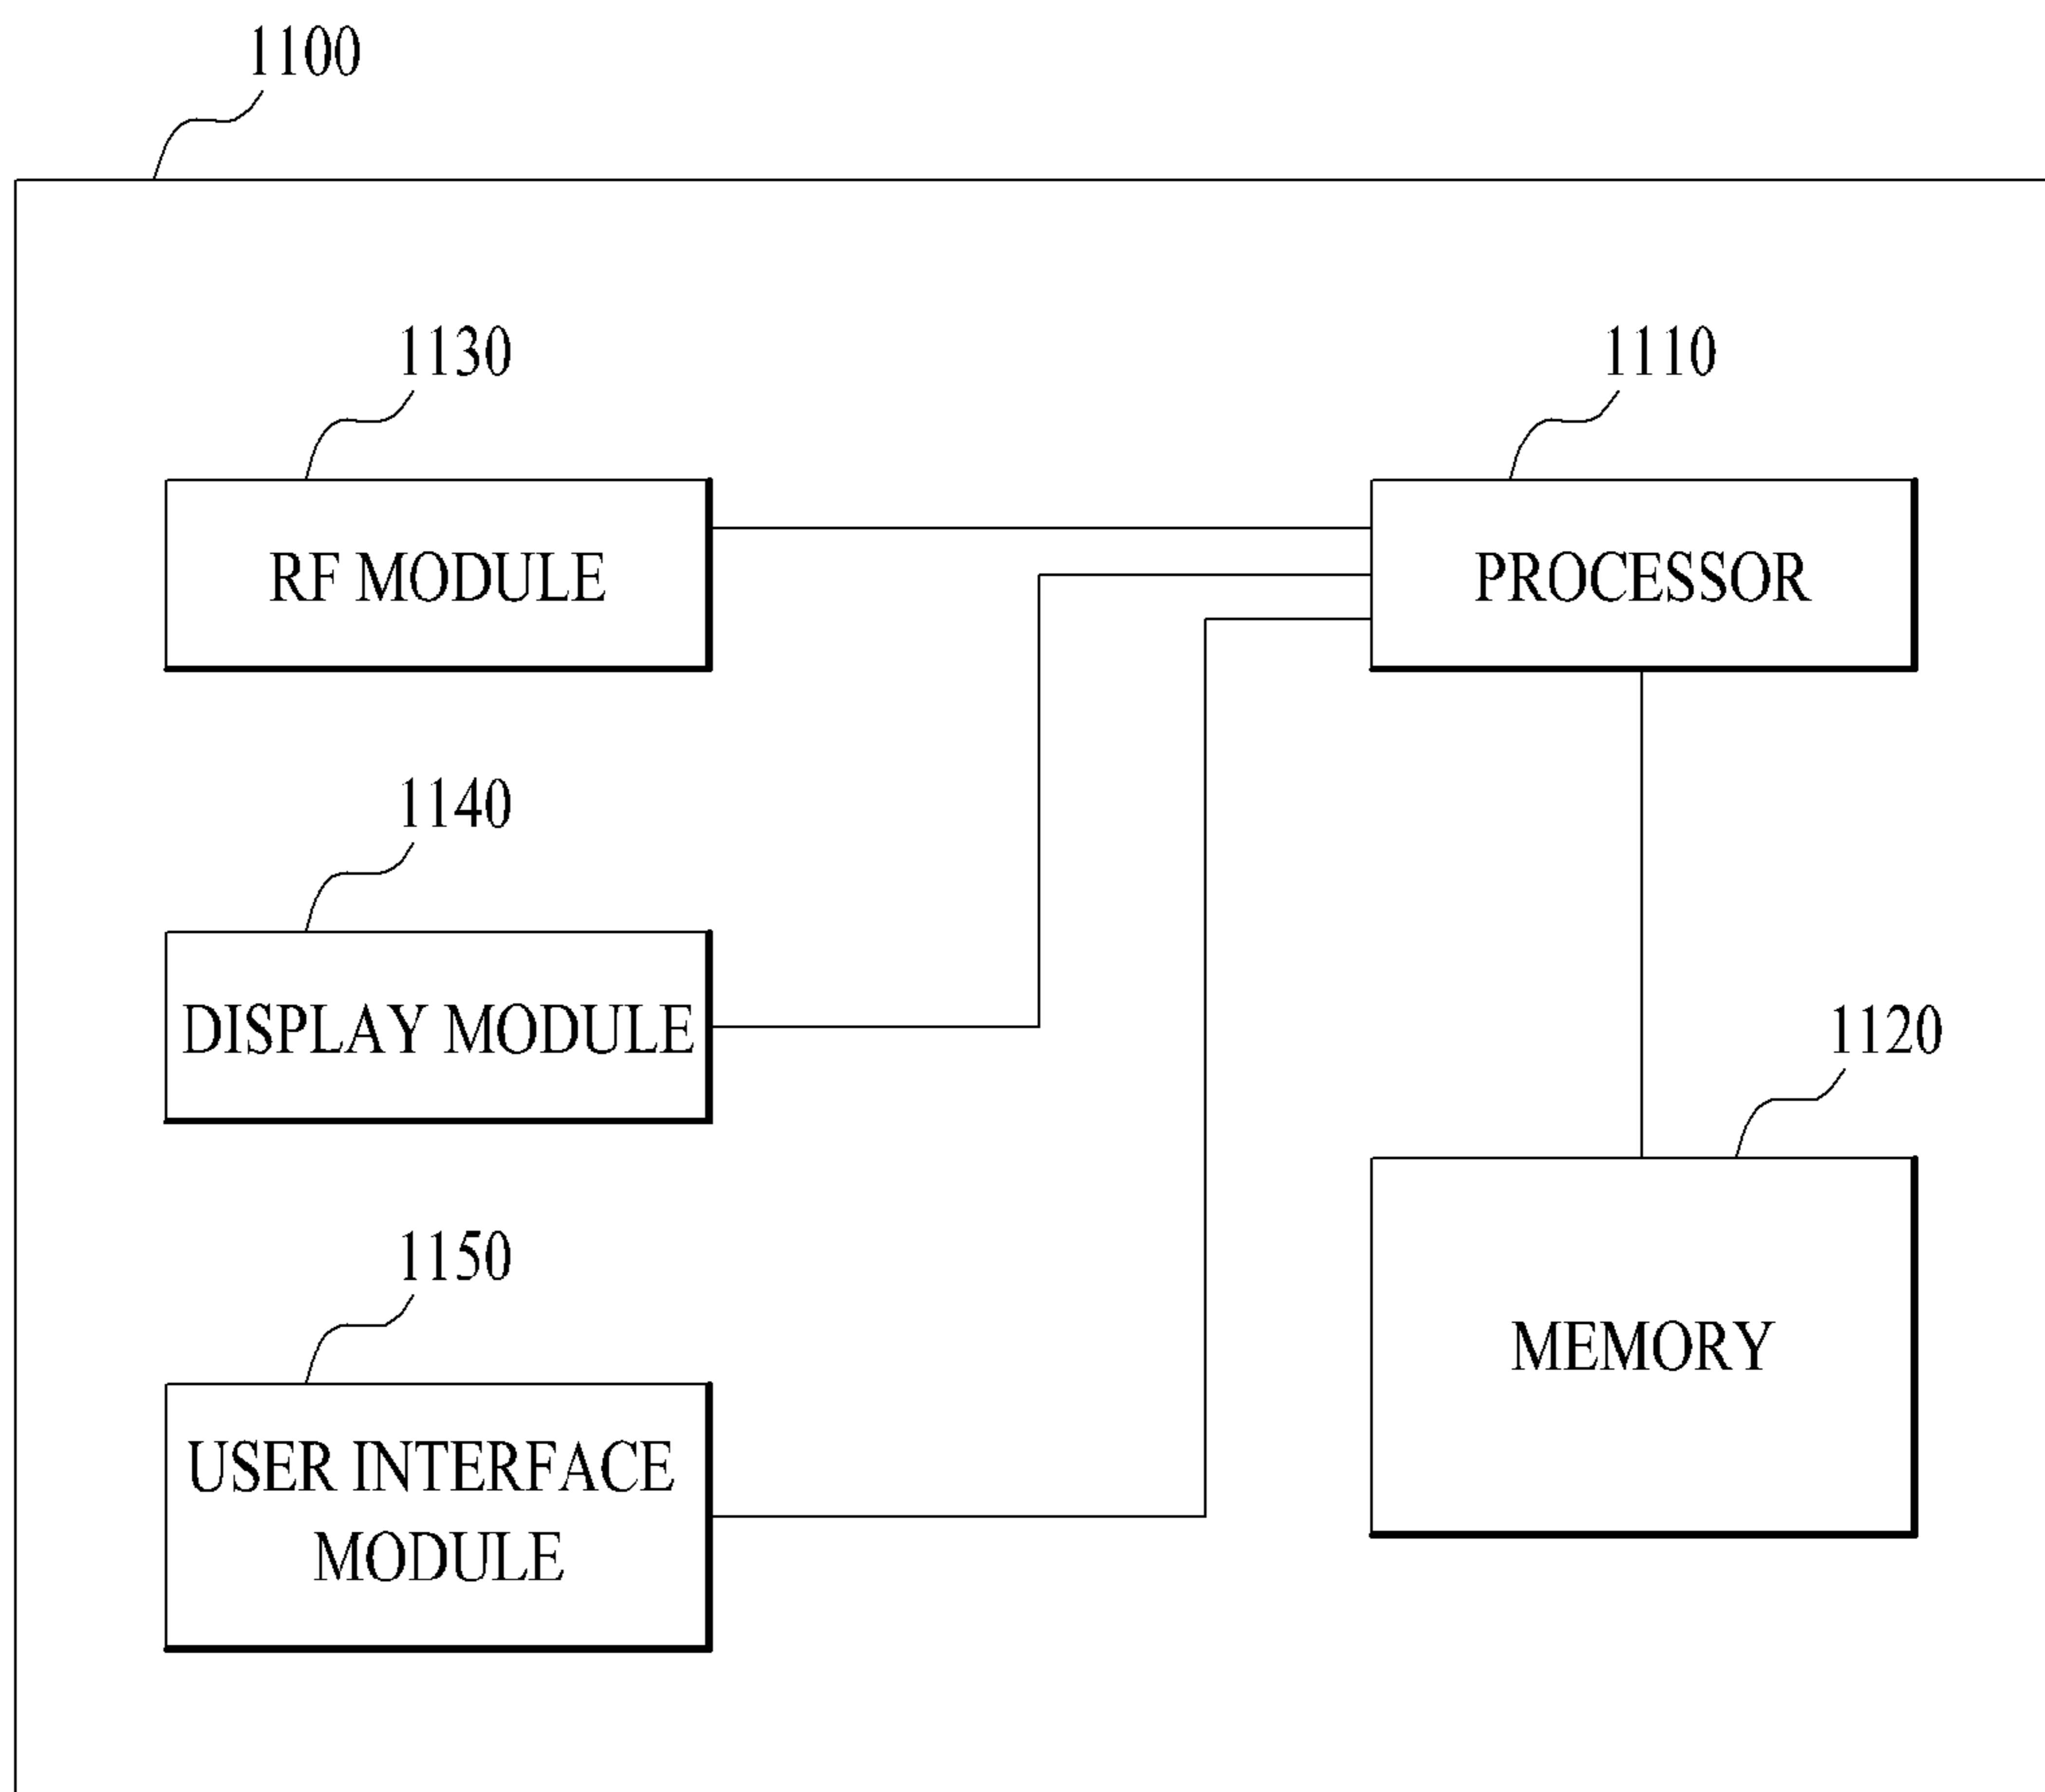 1100
1130
1110
RF MODULE
PROCESSOR
1140
DISPLAY MODULE
1120
1150
MEMORY
USER INTERFACE
MODULE